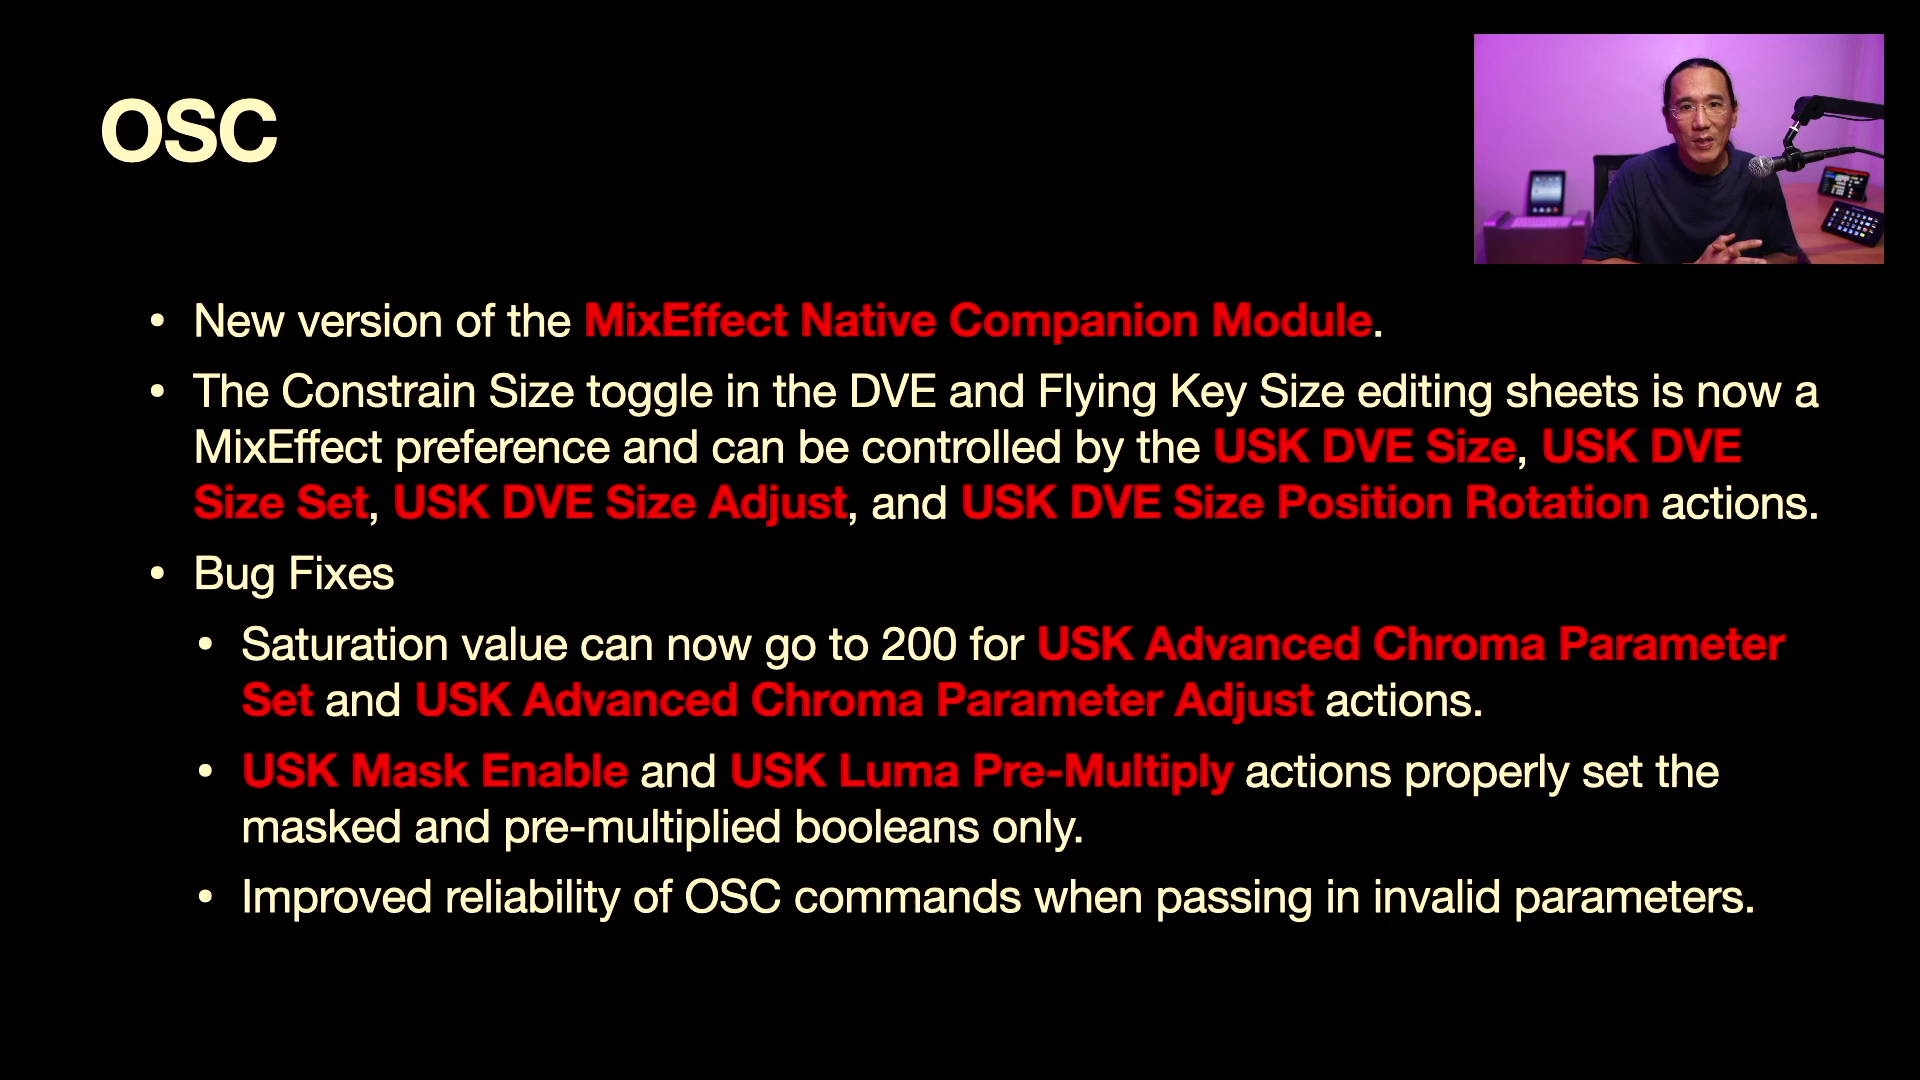 OSC
New version of the MixEffect Native Companion Module.
The Constrain Size toggle in the DVE and Flying Key Size editing sheets is now a
MixEffect preference and can be controlled by the USK DVE Size, USK DVE
Size Set, USK DVE Size Adjust, and USK DVE Size Position Rotation actions.
Bug Fixes
Saturation value can now go to 200 for USK Advanced Chroma Parameter
Set and USK Advanced Chroma Parameter Adjust actions.
USK Mask Enable and USK Luma Pre-Multiply actions properly set the
masked and pre-multiplied booleans only.
Improved reliability of OSC commands when passing in invalid parameters.